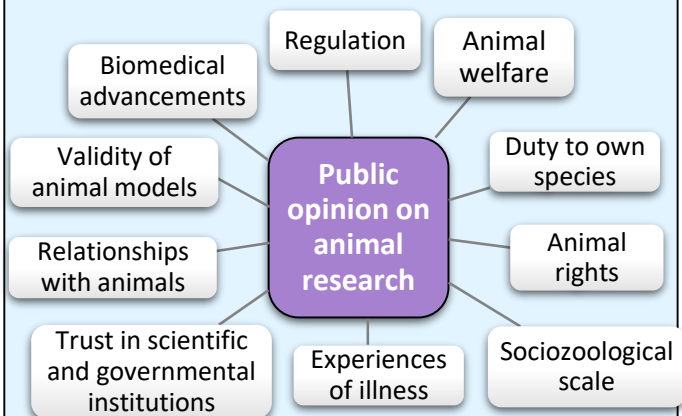 Regulation
Animal
welfare
Biomedical
advancements
Validity of
animal models
Duty to own
species
Public
opinion on
animal
research
Relationships
with animals
Animal
rights
Trust in scientific
and governmental
institutions
Experiences
of illness
Sociozoological
scale